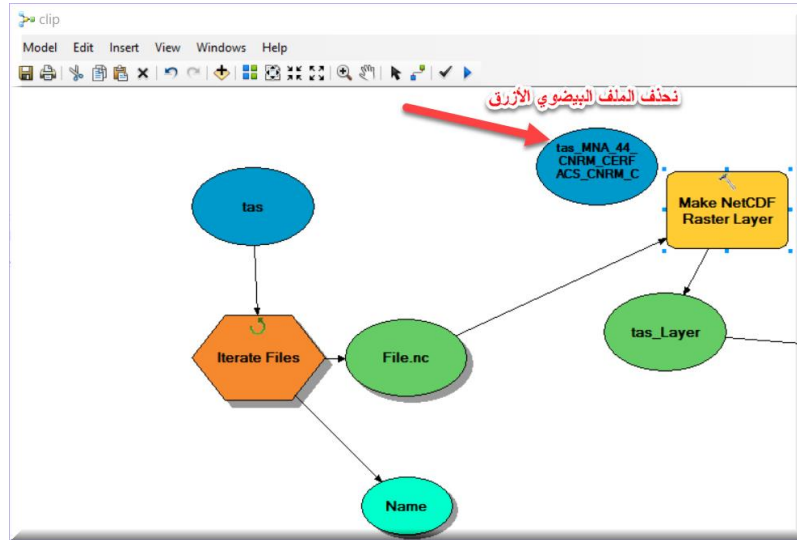 clip
Model Edit Insert View Windows Help
نحذف الملف البيضوي الأزرق
tas_MNA_44_
CNRM_CERF
ACS_CNRM_C
tas
Make NetCDF
Raster Layer
tas_Layer
Iterate Files
File.nc
Name